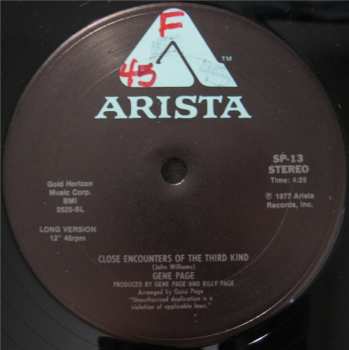 F
45
TM
ARISTA
Gold Horizon
Music Corp.
BMI
2525-SL
LONG VERSION
12" 45rpm
SP-13
STEREO
Time: 4:25
℗ 1977 Arista
Records, Inc.
CLOSE ENCOUNTERS OF THE THIRD KIND
(John Williams)
GENE PAGE
PRODUCED BY GENE PAGE AND BILLY PAGE
Arranged by Gene Page
"Unauthorized duplication is a
violation of applicable laws."